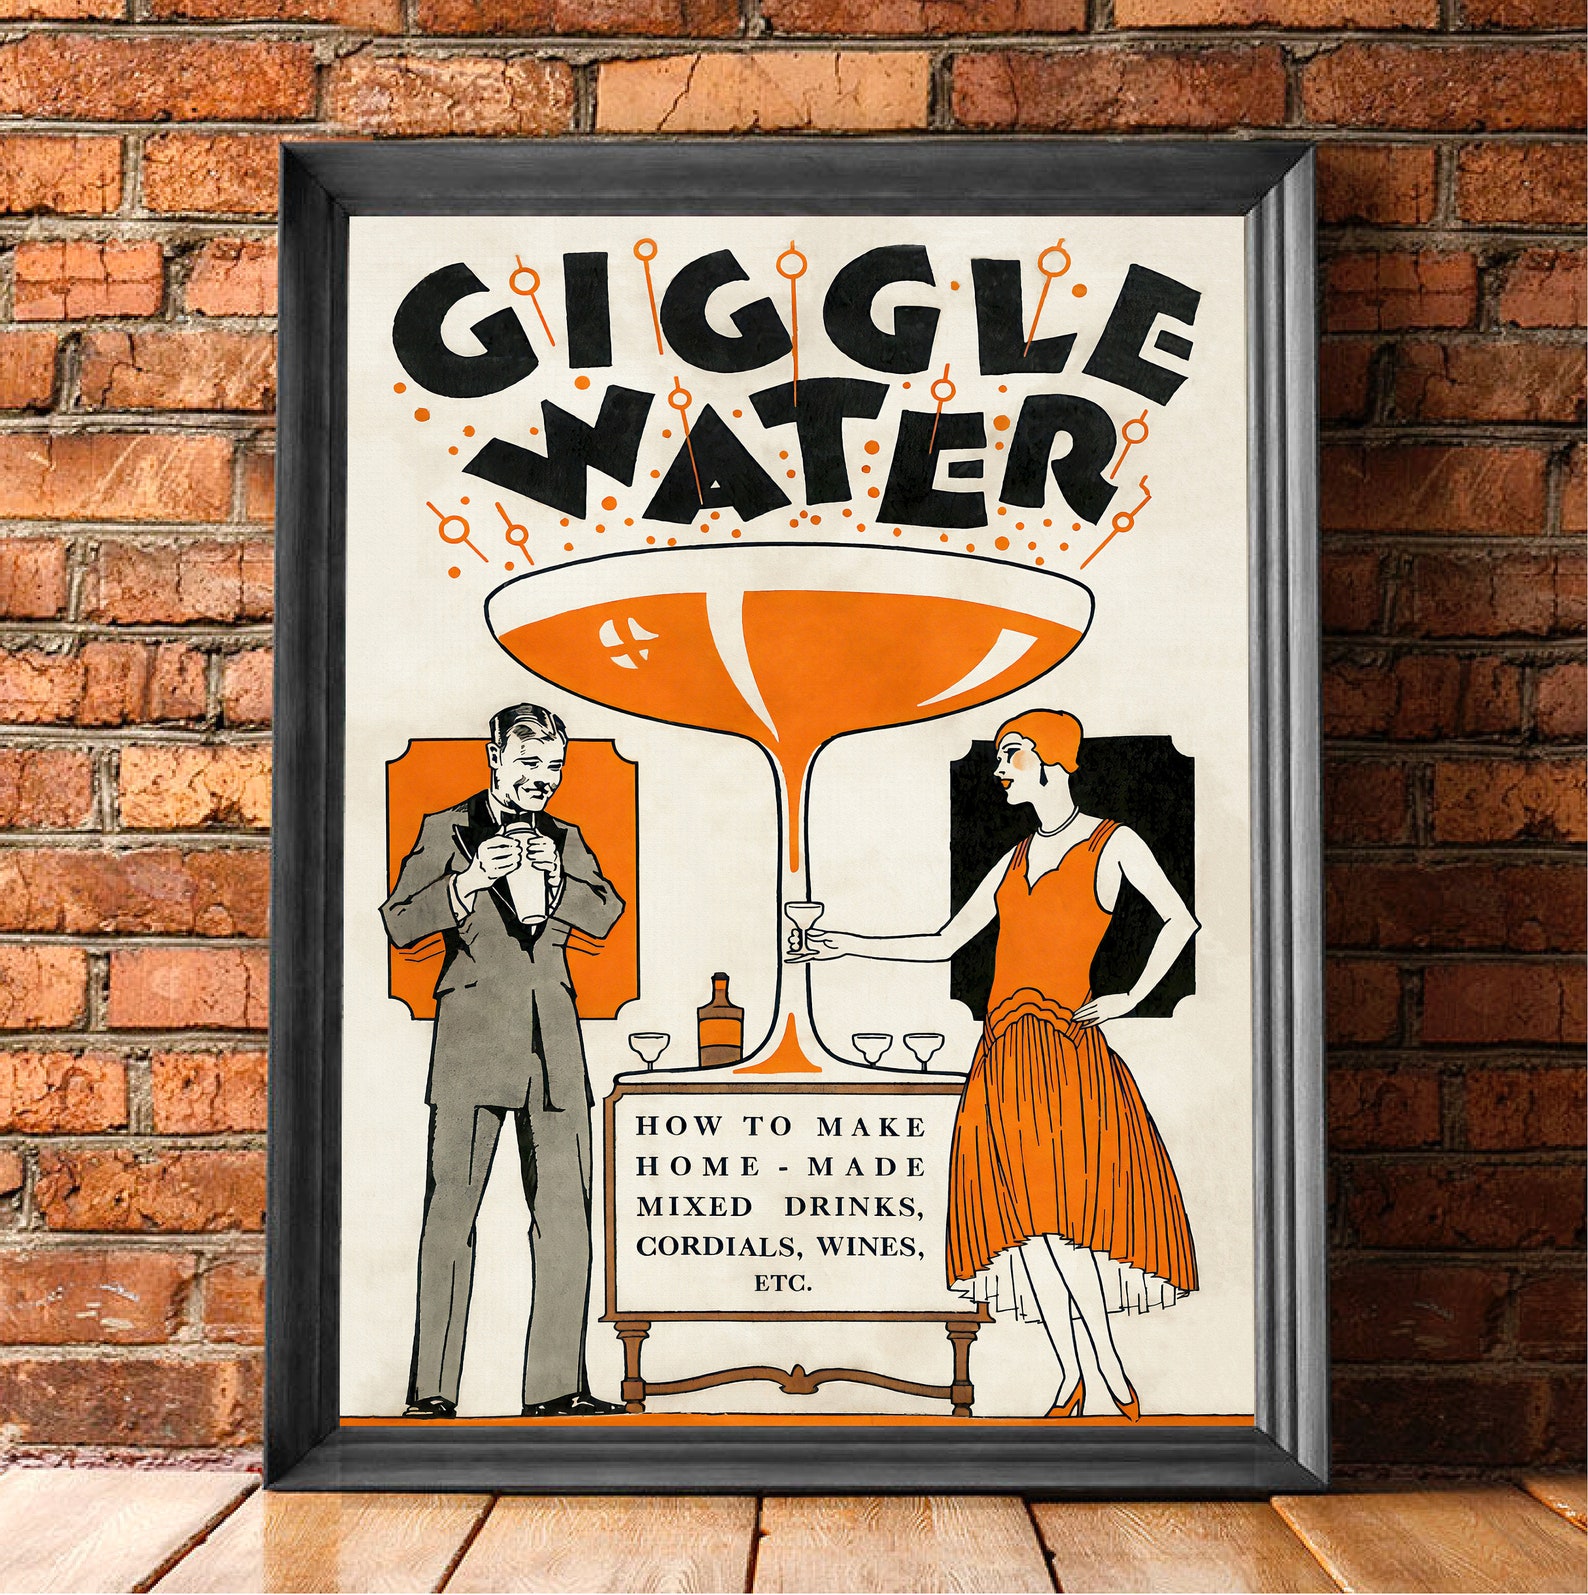 GIGGLE
WATER
HOW TO MAKE
HOME - MADE
MIXED DRINKS,
CORDIALS, WINES,
ETC.